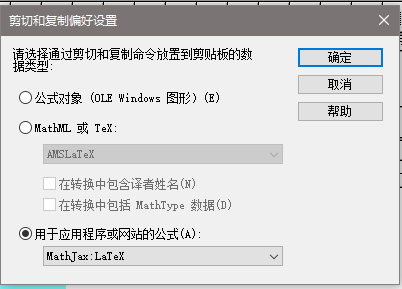 剪切和复制偏好设置
请选择通过剪切和复制命令放置到剪贴板的数
据类型:
确定
取消
帮助
公式对象 (OLE Windows 图形)(E)
MathML 或 TeX:
AMSLaTeX
在转换中包含译者姓名(N)
在转换中包括 MathType 数据(D)
用于应用程序或网站的公式(A):
MathJax:LaTeX